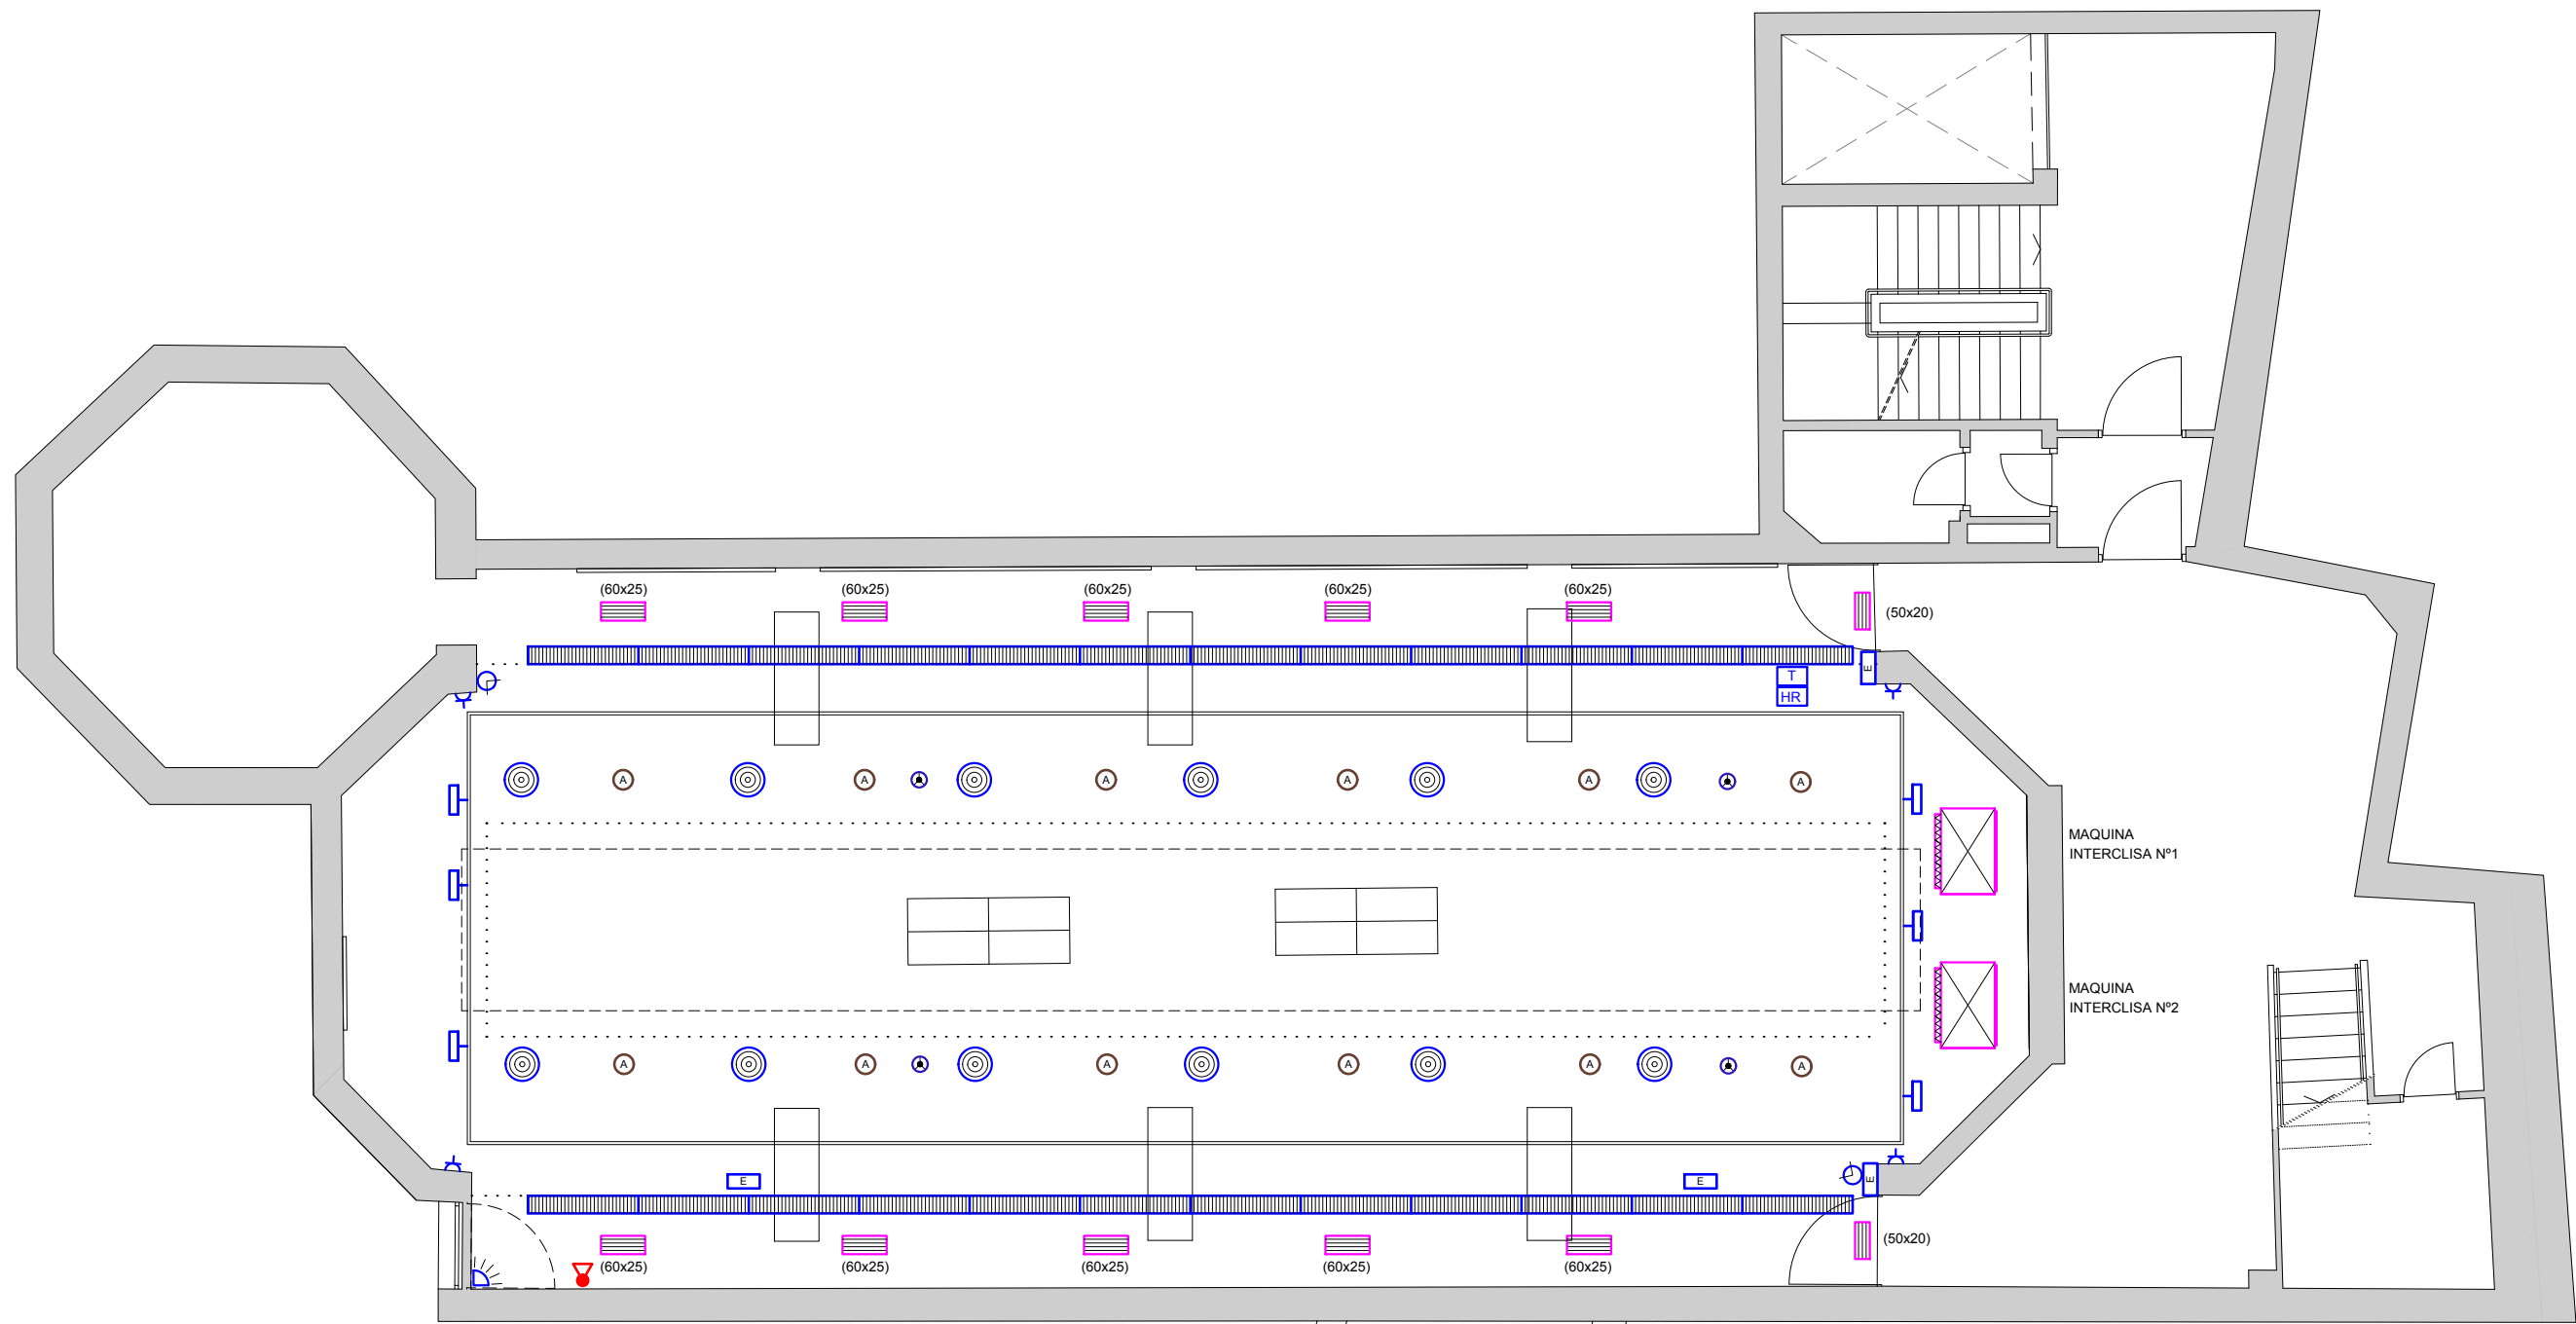 (60x25) (60x25) (60x25) (60x25) (60x25)
(50x20)
E
T
HR
A A A A A A
MAQUINA
INTERCLISA Nº1
MAQUINA
INTERCLISA Nº2
A A A A A A
E E E
(50x20)
(60x25) (60x25) (60x25) (60x25) (60x25)